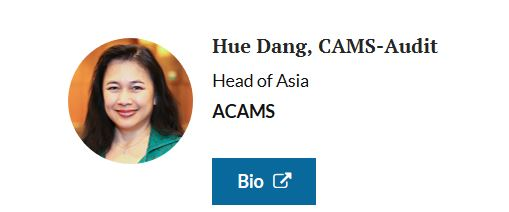 Hue Dang, CAMS-Audit
Head of Asia
ACAMS
Bio